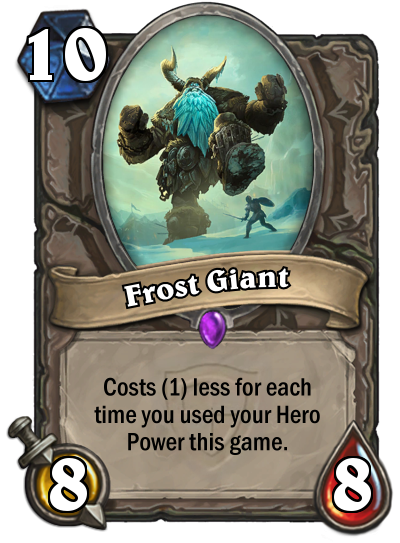 10
Frost Giant
Costs (1) less for each
time you used your Hero
Power this game.
8
8